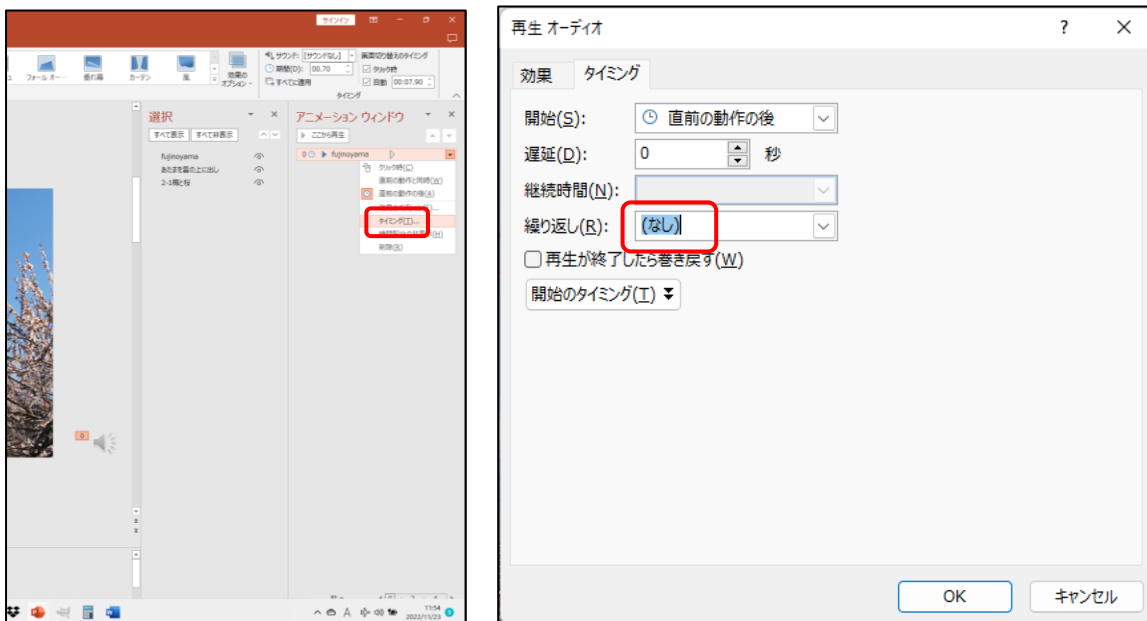 サインイン
サウンド: [サウンドなし]
画面切り替えのタイミング
フォール オー…
垂れ幕
カーテン
風
効果の
オプション
期間(D): 00.70
クリック時
すべてに適用
自動 00:07.90
タイミング
選択
すべて表示 すべて非表示
fujinoyama
あたまを雲の上に出し
2-1梅と桜
アニメーション ウィンドウ
ここから再生
0 fujinoyama
クリック時(C)
直前の動作と同時(W)
直前の動作の後(A)
タイミング(T)...
削除(R)
0
A
11:54
2022/11/23
再生 オーディオ
? ×
効果 タイミング
開始(S): 直前の動作の後
遅延(D): 0 秒
継続時間(N):
繰り返し(R): (なし)
再生が終了したら巻き戻す(W)
開始のタイミング(T)
OK キャンセル